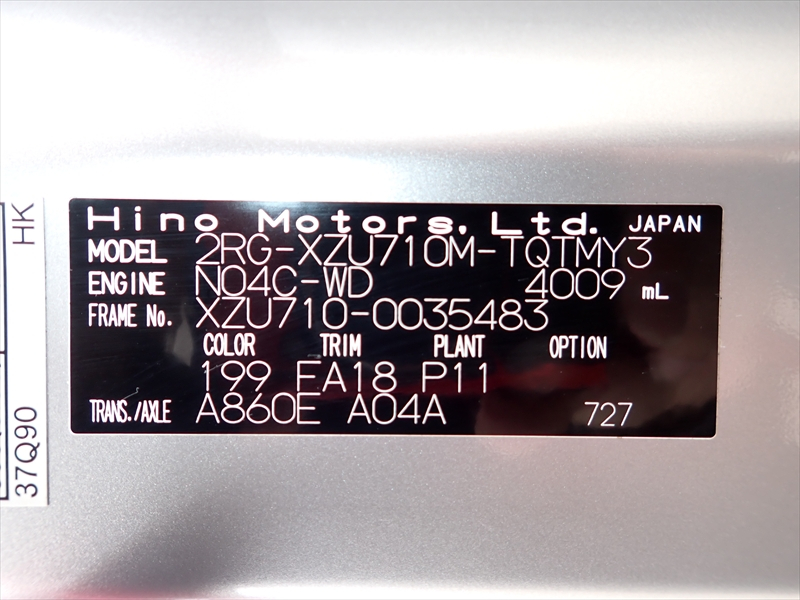 Hino Motors, Ltd. JAPAN
MODEL 2RG-XZU710M-TQTMY3
ENGINE N04C-WD 4009 mL
FRAME No. XZU710-0035483
COLOR TRIM PLANT OPTION
199 FA18 P11
TRANS./AXLE A860E A04A 727
HK
37Q90